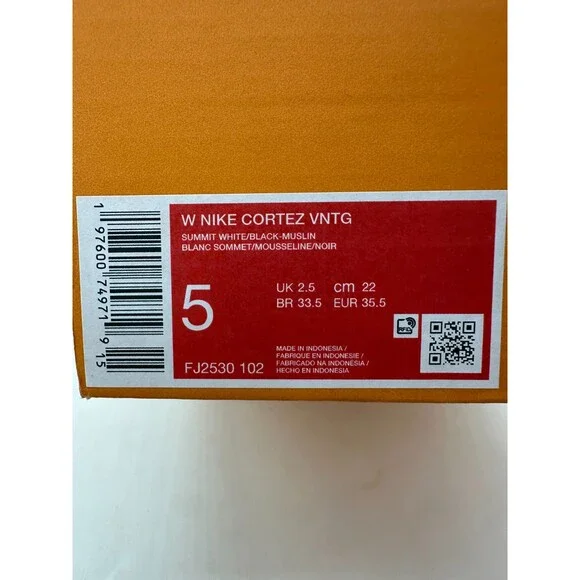 W NIKE CORTEZ VNTG
SUMMIT WHITE/BLACK-MUSLIN
BLANC SOMMET/MOUSSELINE/NOIR
5
UK 2.5 cm 22
BR 33.5 EUR 35.5
FJ2530 102
MADE IN INDONESIA/
FABRIQUE EN INDONESIE/
FABRICADO NA INDONÉSIA/
HECHO EN INDONESIA
RFID
1 97600 74971 9 15